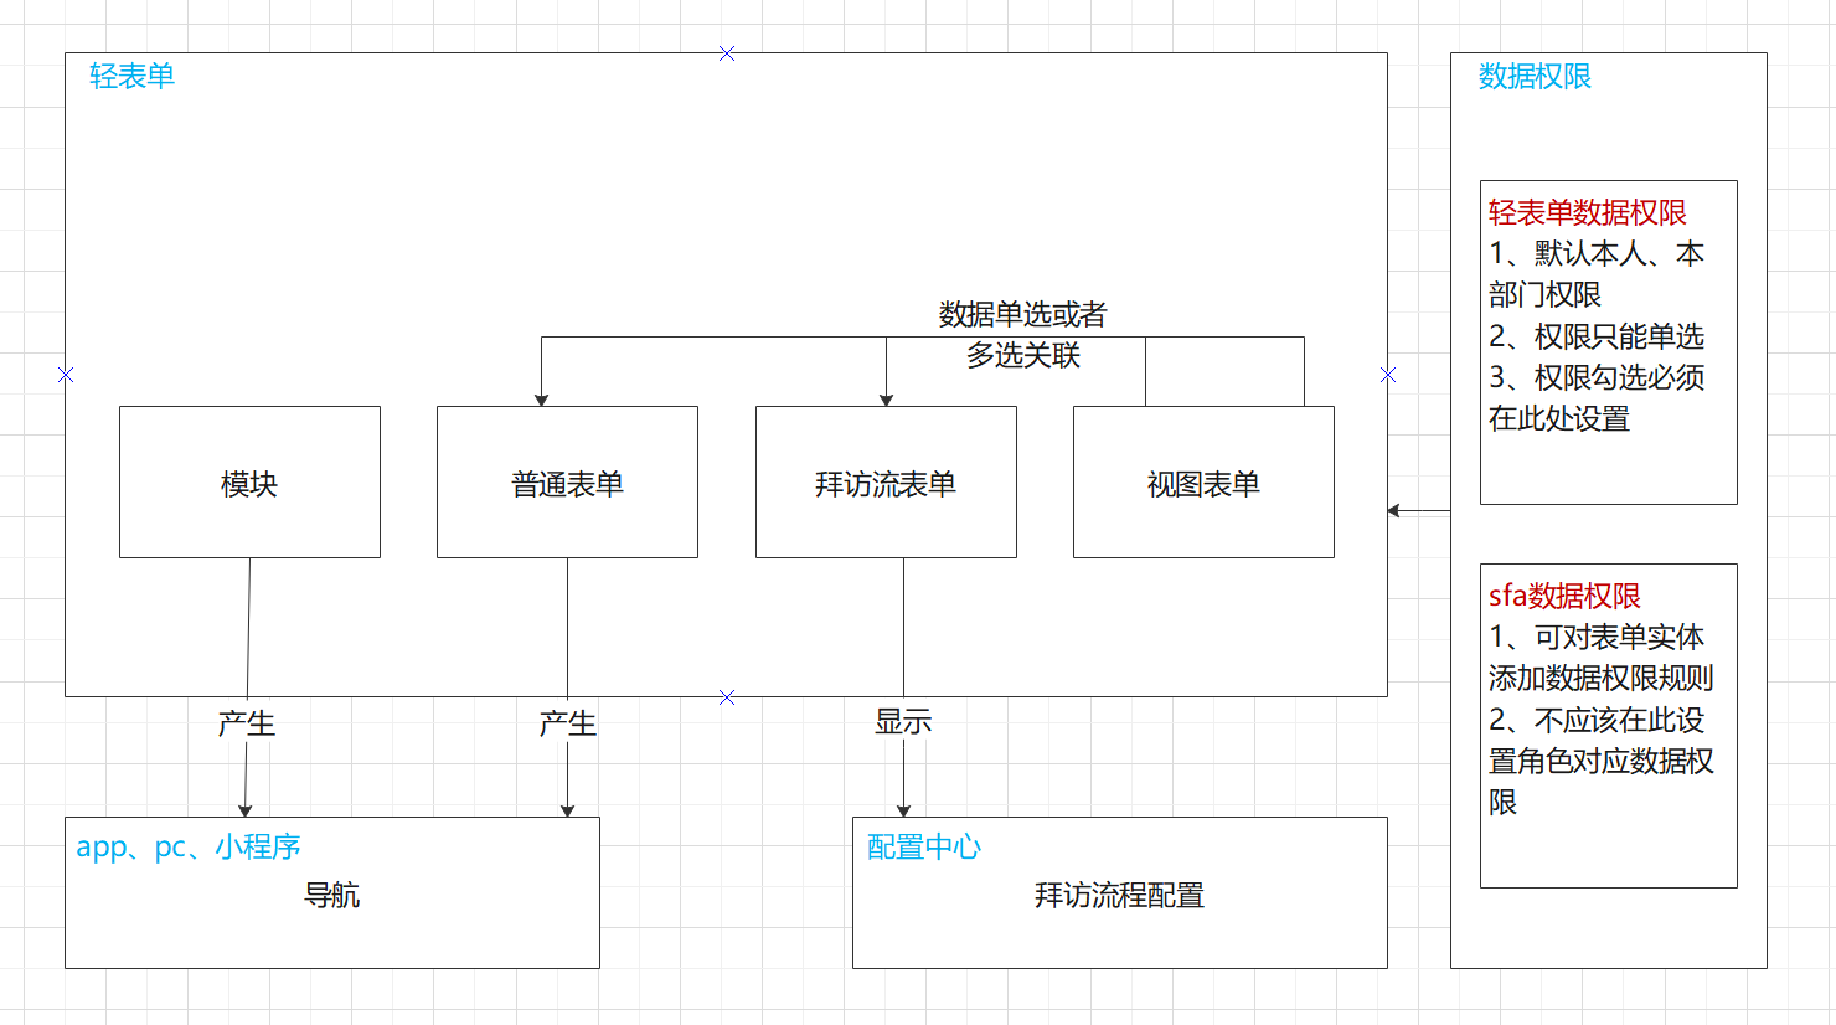 轻表单
数据单选或者
多选关联
模块
普通表单
拜访流表单
视图表单
产生
产生
显示
app、pc、小程序
导航
配置中心
拜访流程配置
数据权限
轻表单数据权限
1、默认本人、本
部门权限
2、权限只能单选
3、权限勾选必须
在此处设置
sfa数据权限
1、可对表单实体
添加数据权限规则
2、不应该在此设
置角色对应数据权
限